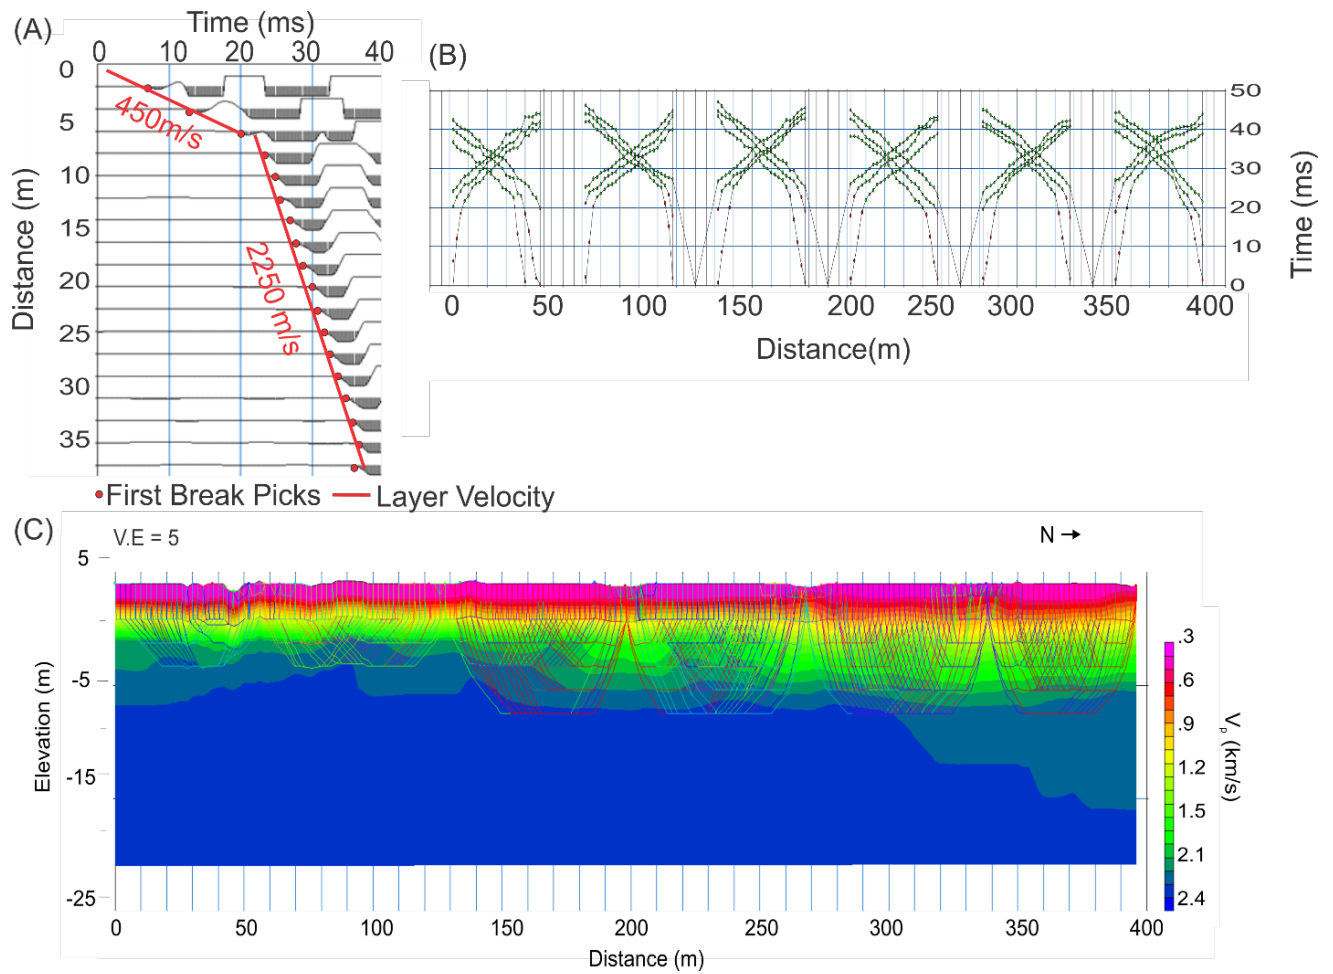 (A)
Time (ms)
0 10 20 30 40
Distance (m)
0
5
10
15
20
25
30
35
450m/s
2250 m/s
First Break Picks
Layer Velocity
(B)
50
40
30
20
10
0
Time (ms)
0 50 100 150 200 250 300 350 400
Distance(m)
(C)
V.E = 5
N →
Elevation (m)
5
-5
-15
-25
0 50 100 150 200 250 300 350 400
Distance (m)
.3
.6
.9
1.2
1.5
2.1
2.4
Vp (km/s)